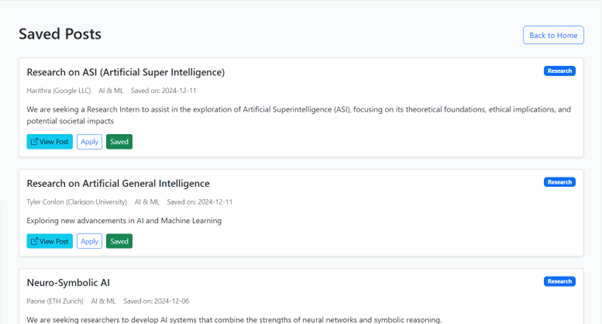 Saved Posts
Back to Home
Research on ASI (Artificial Super Intelligence)
Research
Harithra (Google LLC) AI & ML Saved on: 2024-12-11
We are seeking a Research Intern to assist in the exploration of Artificial Superintelligence (ASI), focusing on its theoretical foundations, ethical implications, and
potential societal impacts
View Post Apply Saved
Research on Artificial General Intelligence
Research
Tyler Conlon (Clarkson University) AI & ML Saved on: 2024-12-11
Exploring new advancements in AI and Machine Learning
View Post Apply Saved
Neuro-Symbolic AI
Research
Paone (ETH Zurich) AI & ML Saved on: 2024-12-06
We are seeking researchers to develop AI systems that combine the strengths of neural networks and symbolic reasoning.